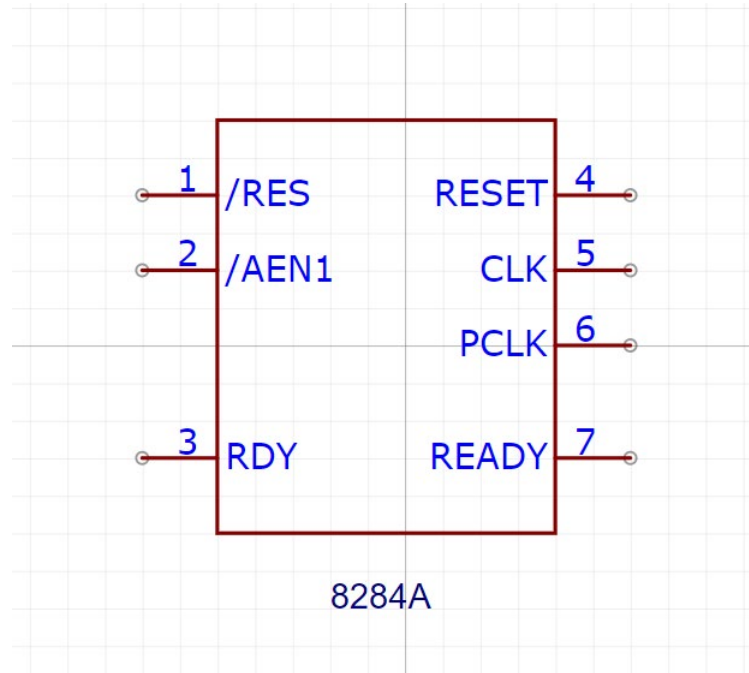 1 /RES RESET 4
2 /AEN1 CLK 5
PCLK 6
3 RDY READY 7
8284A